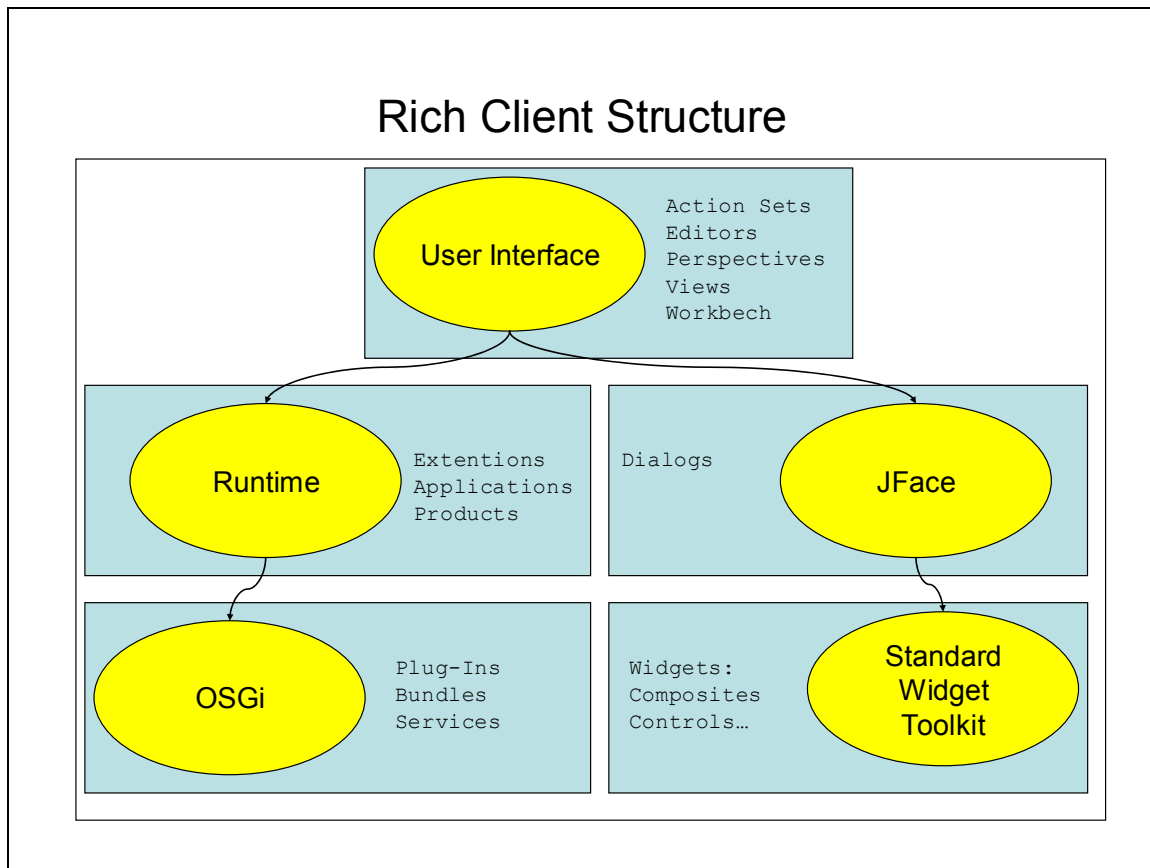 Rich Client Structure
User Interface
Action Sets
Editors
Perspectives
Views
Workbech
Runtime
Extentions
Applications
Products
Dialogs
JFace
OSGi
Plug-Ins
Bundles
Services
Widgets:
Composites
Controls…
Standard
Widget
Toolkit